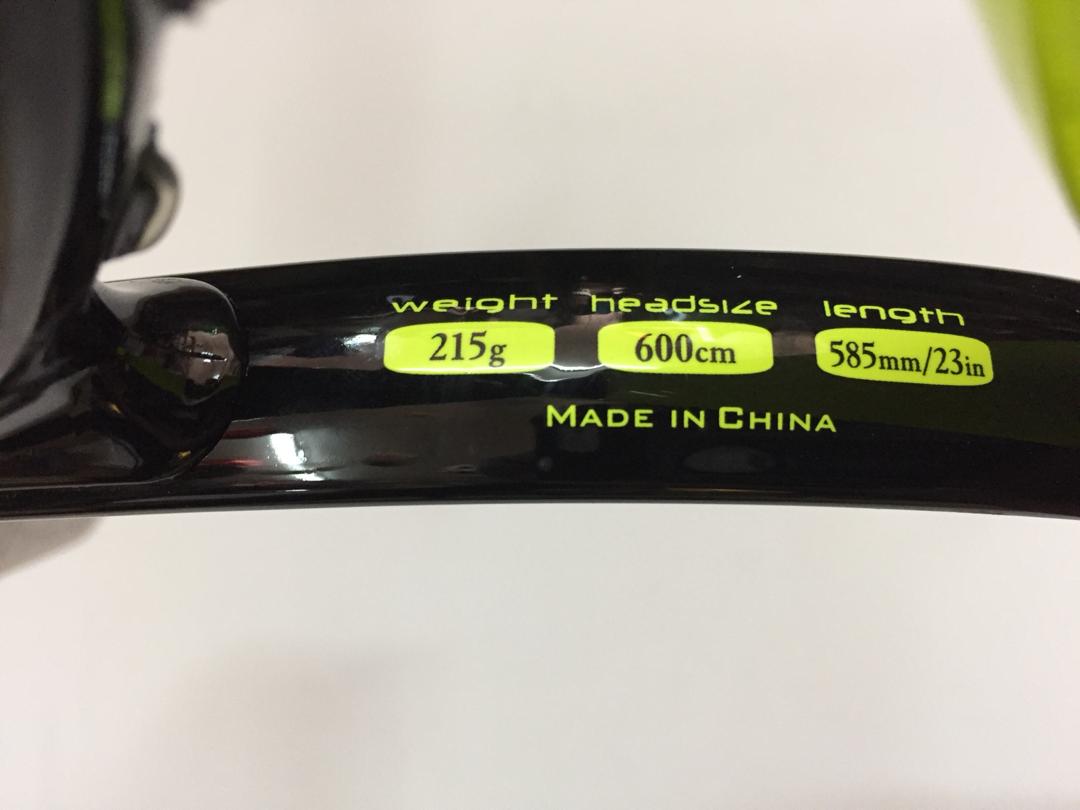 weight headsize length
215g 600cm 585mm/23in
MADE IN CHINA